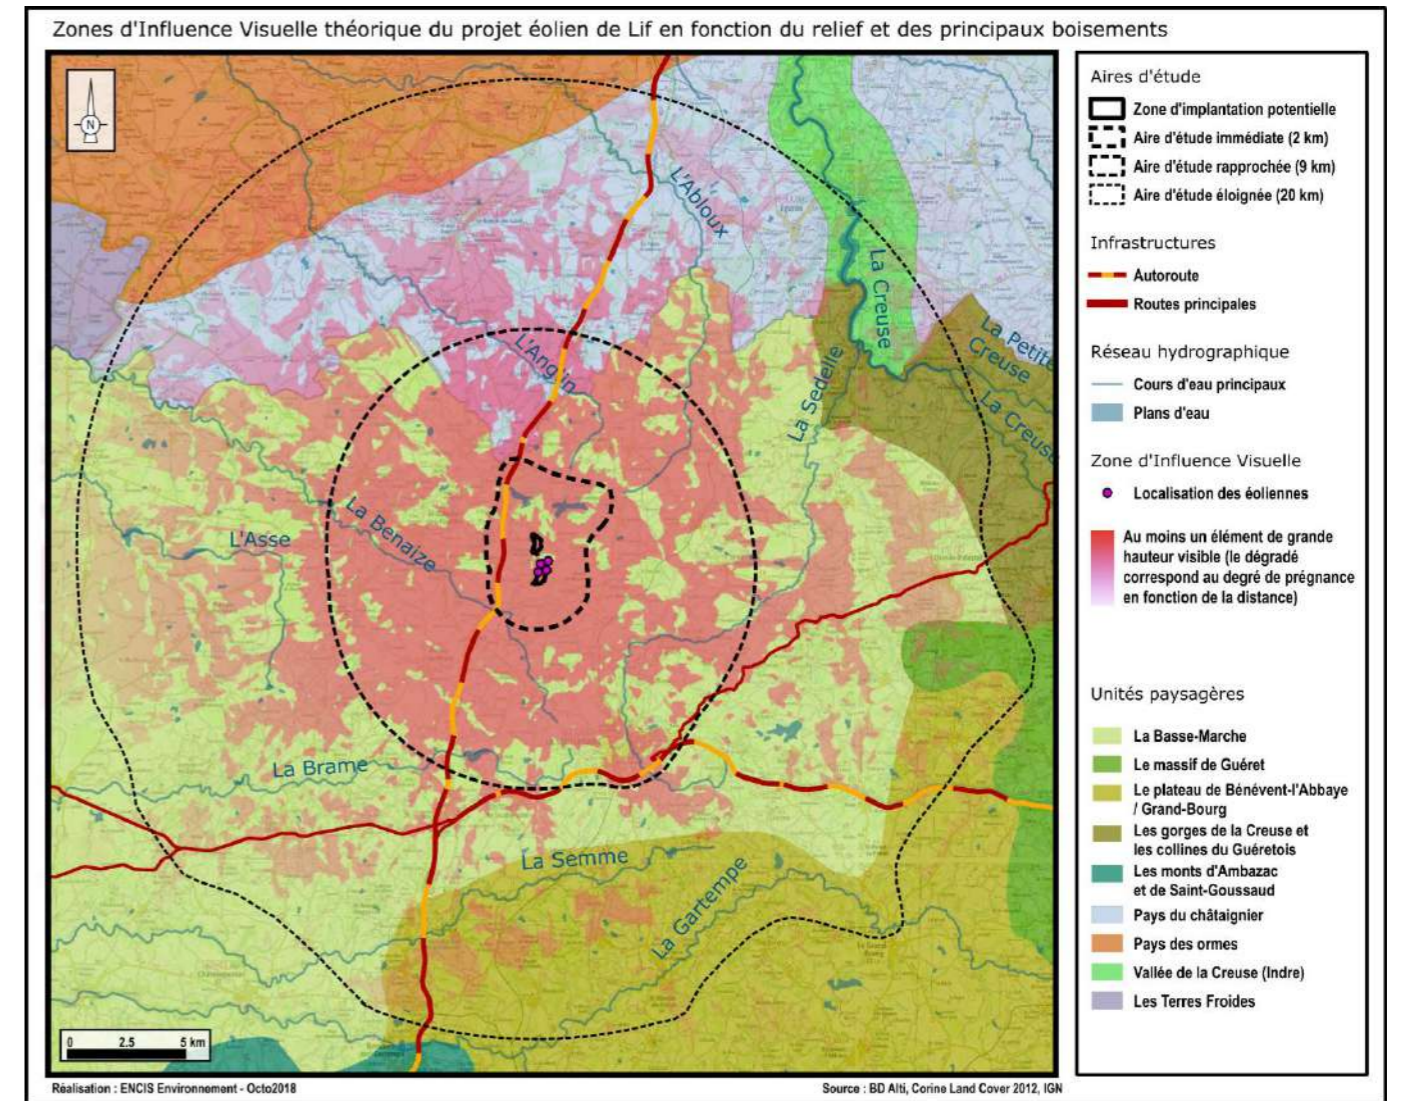 Zones d'Influence Visuelle théorique du projet éolien de Lif en fonction du relief et des principaux boisements
N
L'Abloux
La Creuse
La Petite
Creuse
La Creuse
L'Anglin
La Sedelle
La Benaize
L'Asse
La Brame
La Semme
La Gartempe
0 2.5 5 km
Aires d'étude
Zone d'implantation potentielle
Aire d'étude immédiate (2 km)
Aire d'étude rapprochée (9 km)
Aire d'étude éloignée (20 km)
Infrastructures
Autoroute
Routes principales
Réseau hydrographique
Cours d'eau principaux
Plans d'eau
Zone d'Influence Visuelle
Localisation des éoliennes
Au moins un élément de grande
hauteur visible (le dégradé
correspond au degré de prégnance
en fonction de la distance)
Unités paysagères
La Basse-Marche
Le massif de Guéret
Le plateau de Bénévent-l'Abbaye
/ Grand-Bourg
Les gorges de la Creuse et
les collines du Guéretois
Les monts d'Ambazac
et de Saint-Goussaud
Pays du châtaignier
Pays des ormes
Vallée de la Creuse (Indre)
Les Terres Froides
Réalisation : ENCIS Environnement - Octo2018
Source : BD Alti, Corine Land Cover 2012, IGN